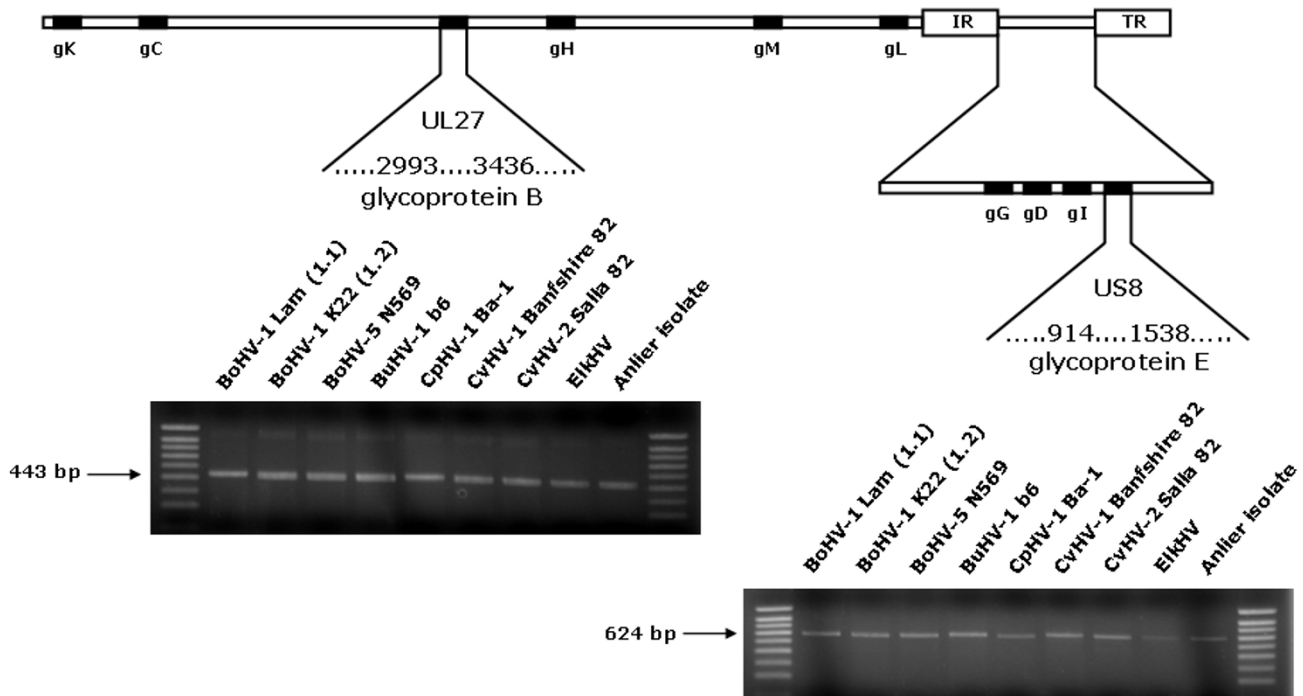 IR
TR
gK
gC
gH
gM
gL
UL27
.....2993....3436.....
glycoprotein B
gG
gD
gI
US8
.....914....1538.....
glycoprotein E
BoHV-1 Lam (1.1)
BoHV-1 K22 (1.2)
BoHV-5 N569
BuHV-1 b6
CpHV-1 Ba-1
CvHV-1 Banfshire 82
CvHV-2 Salla 82
ElkHV
Anlier isolate
443 bp
BoHV-1 Lam (1.1)
BoHV-1 K22 (1.2)
BoHV-5 N569
BuHV-1 b6
CpHV-1 Ba-1
CvHV-1 Banfshire 82
CvHV-2 Salla 82
ElkHV
Anlier isolate
624 bp